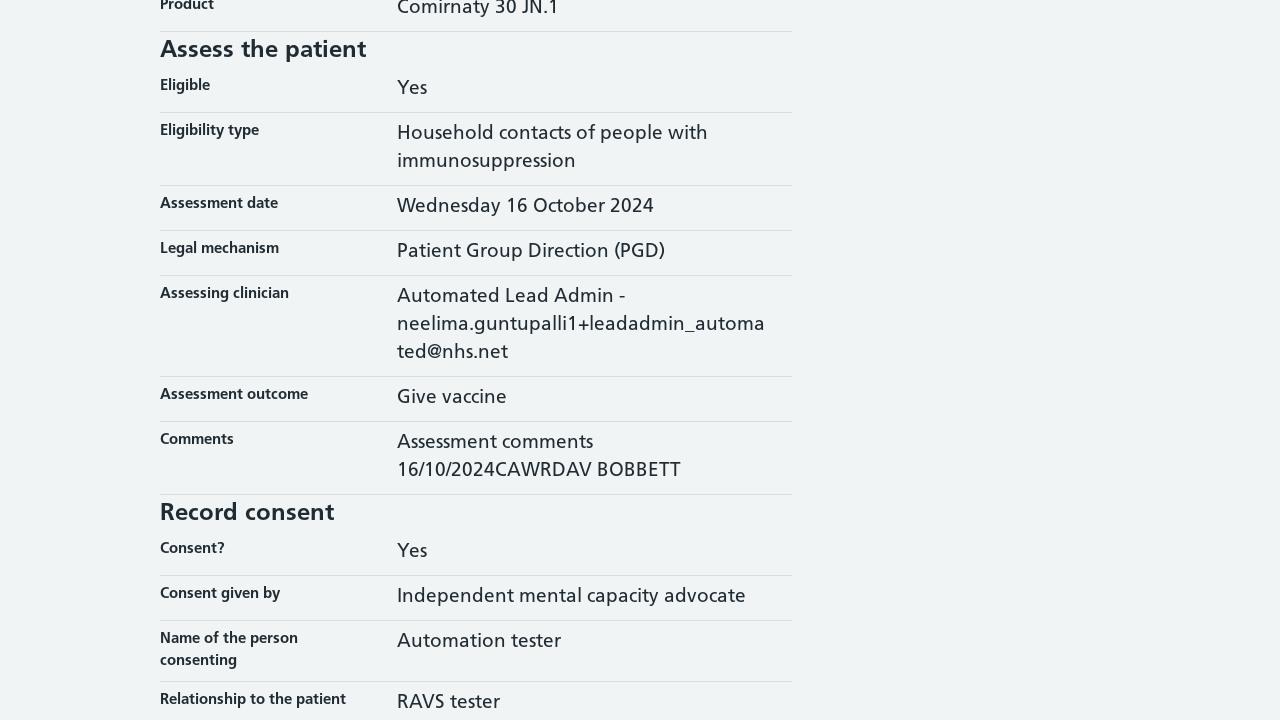 Product Comirnaty 30 JN.1
Assess the patient
Eligible Yes
Eligibility type Household contacts of people with
immunosuppression
Assessment date Wednesday 16 October 2024
Legal mechanism Patient Group Direction (PGD)
Assessing clinician Automated Lead Admin -
neelima.guntupalli1+leadadmin_automa
ted@nhs.net
Assessment outcome Give vaccine
Comments Assessment comments
16/10/2024CAWRDAV BOBBETT
Record consent
Consent? Yes
Consent given by Independent mental capacity advocate
Name of the person Automation tester
consenting
Relationship to the patient RAVS tester